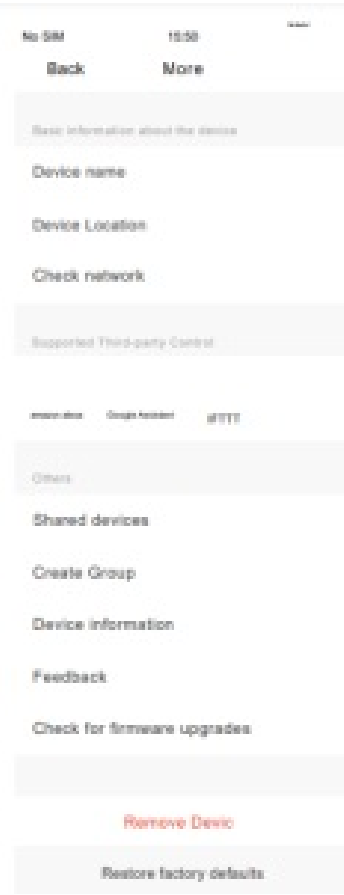 No SIM 15:50
Back More
Basic information about the device
Device name
Device Location
Check network
Supported Third-party Control
amazon alexa Google Assistant IFTTT
Others
Shared devices
Create Group
Device information
Feedback
Check for firmware upgrades
Remove Devic
Restore factory defaults